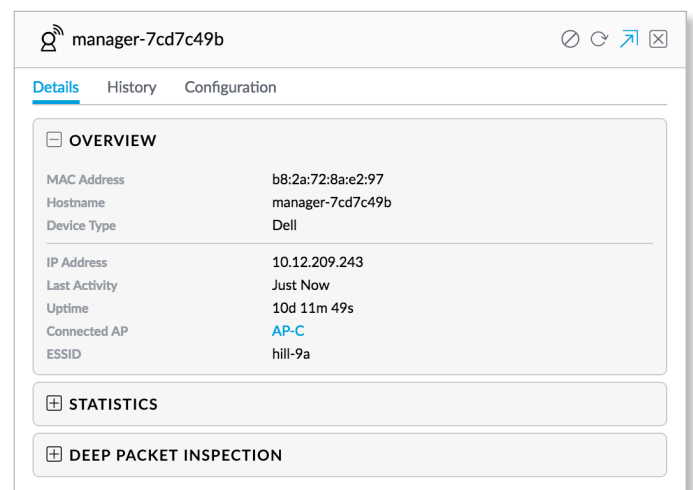 manager-7cd7c49b
Details History Configuration
OVERVIEW
MAC Address b8:2a:72:8a:e2:97
Hostname manager-7cd7c49b
Device Type Dell
IP Address 10.12.209.243
Last Activity Just Now
Uptime 10d 11m 49s
Connected AP AP-C
ESSID hill-9a
STATISTICS
DEEP PACKET INSPECTION